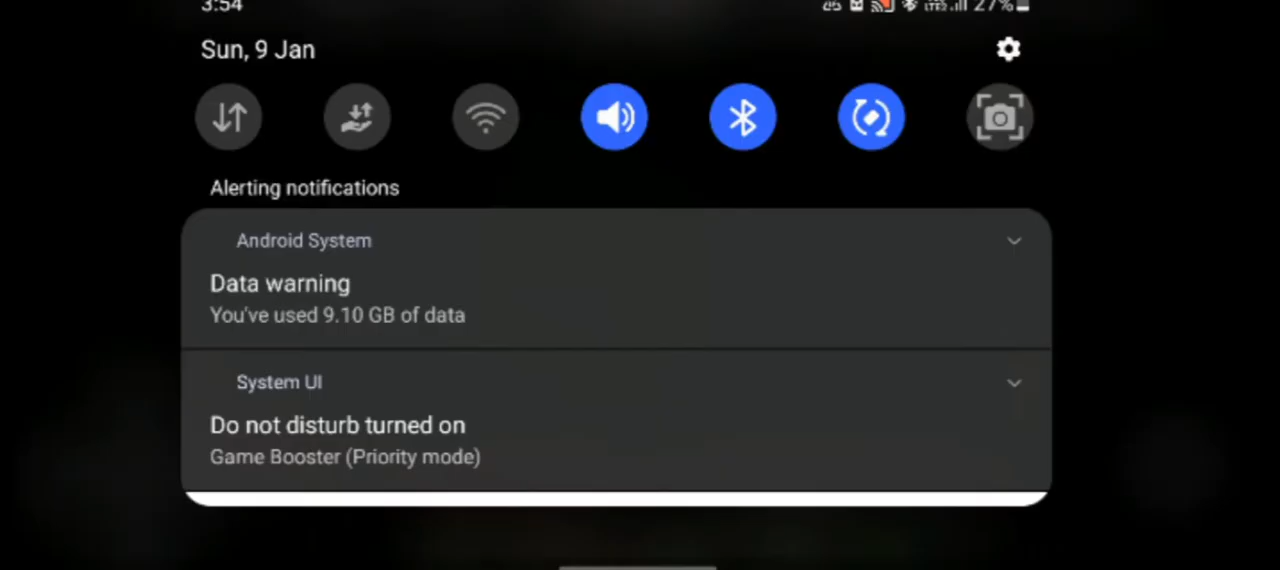 3:54 27%
Sun, 9 Jan
Alerting notifications
Android System
Data warning
You've used 9.10 GB of data
System UI
Do not disturb turned on
Game Booster (Priority mode)